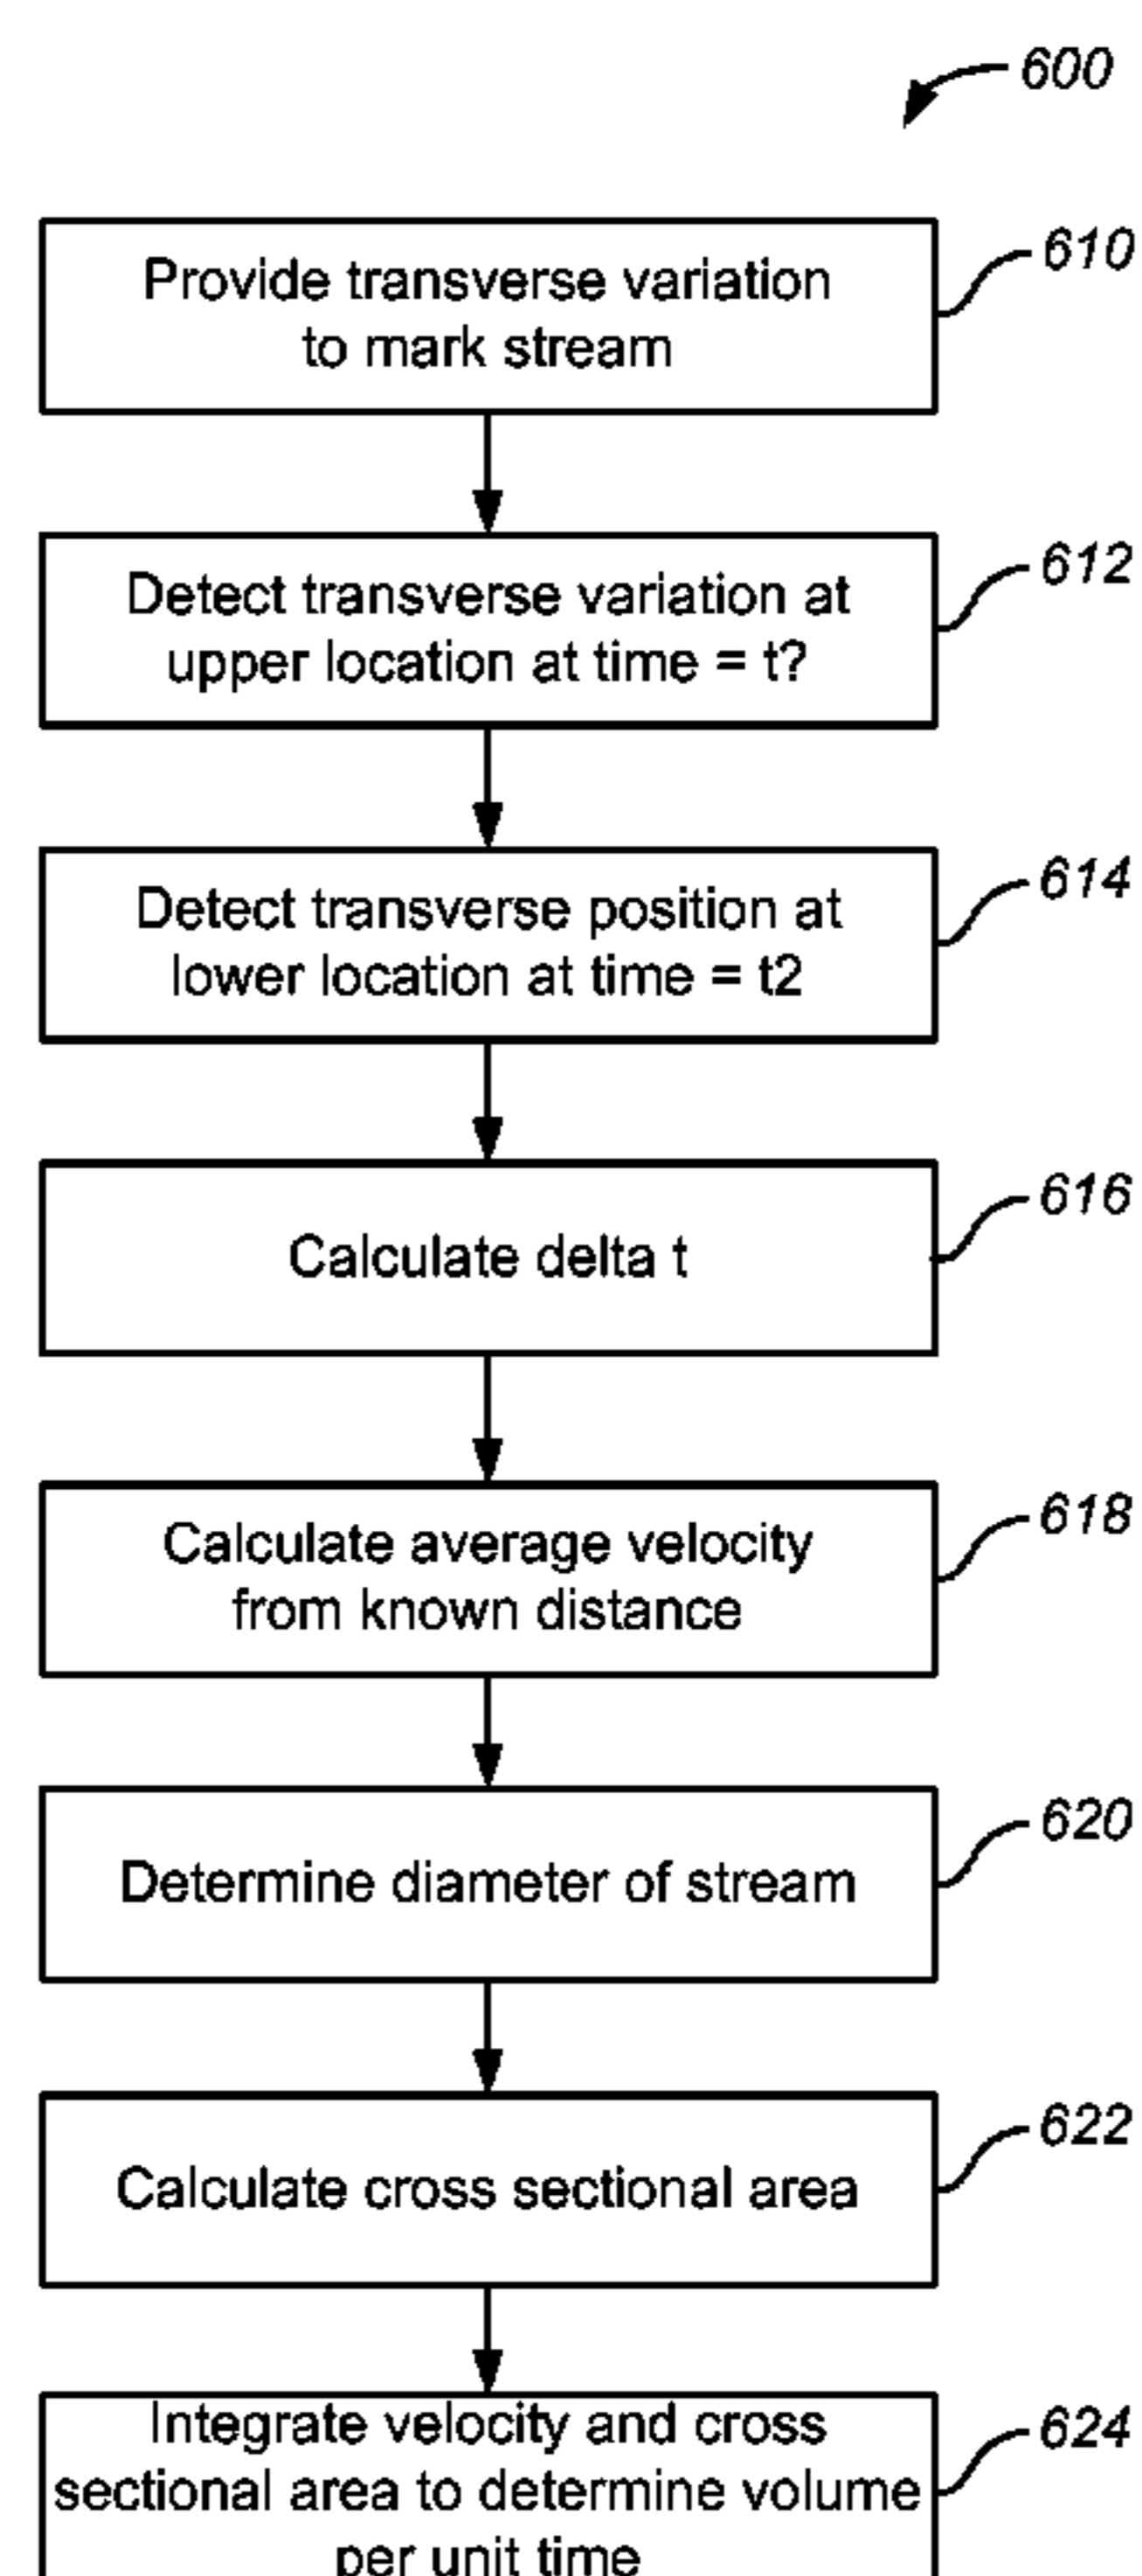 600
610
Provide transverse variation
to mark stream
612
Detect transverse variation at
upper location at time = t?
614
Detect transverse position at
lower location at time = t2
616
Calculate delta t
618
Calculate average velocity
from known distance
620
Determine diameter of stream
622
Calculate cross sectional area
624
Integrate velocity and cross
sectional area to determine volume
per unit time